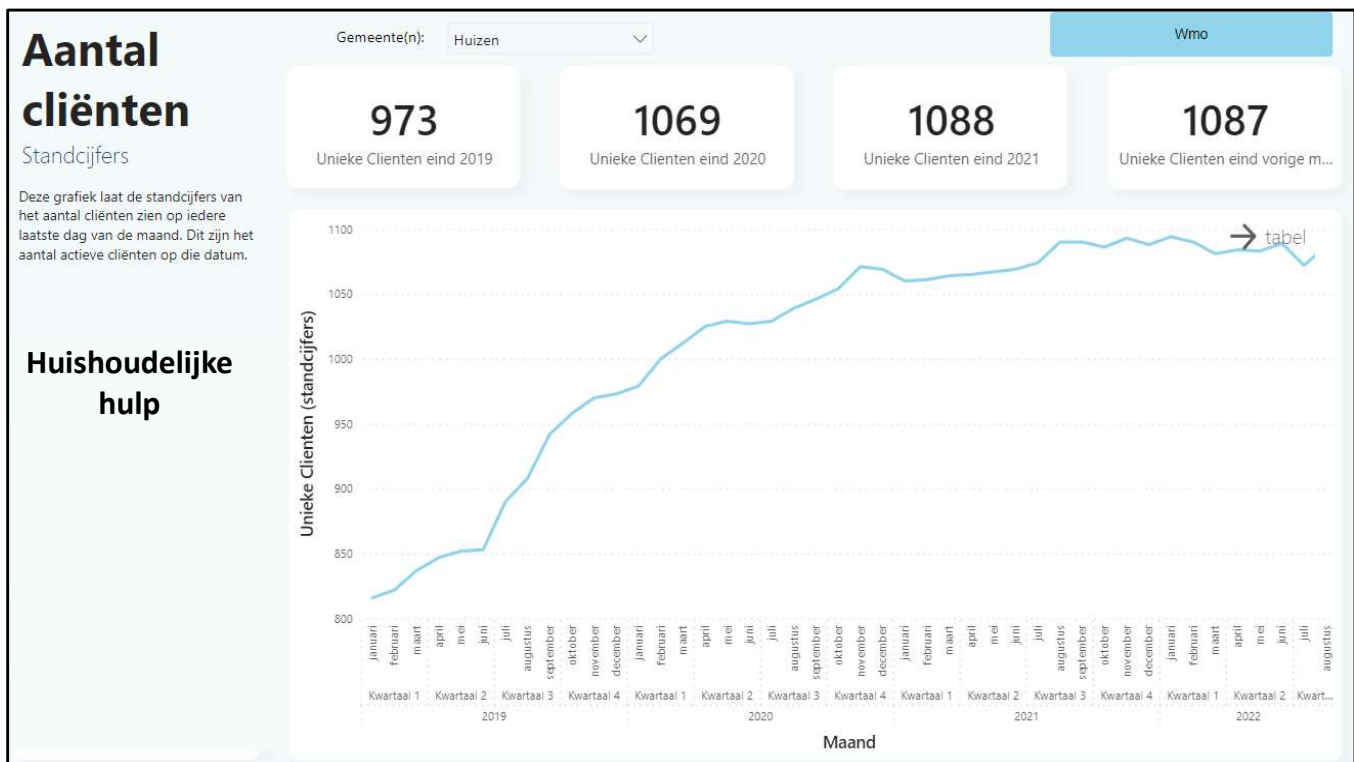 Aantal
cliënten
Standcijfers
Deze grafiek laat de standcijfers van
het aantal cliënten zien op iedere
laatste dag van de maand. Dit zijn het
aantal actieve cliënten op die datum.
Huishoudelijke
hulp
Gemeente(n): Huizen
Wmo
973
Unieke Clienten eind 2019
1069
Unieke Clienten eind 2020
1088
Unieke Clienten eind 2021
1087
Unieke Clienten eind vorige m...
tabel
Unieke Clienten (standcijfers)
1100
1050
1000
950
900
850
800
januari februari maart april mei juni juli augustus september oktober november december januari februari maart april mei juni juli augustus september oktober november december januari februari maart april mei juni juli augustus september oktober november december januari februari maart april mei juni juli augustus
Kwartaal 1 Kwartaal 2 Kwartaal 3 Kwartaal 4 Kwartaal 1 Kwartaal 2 Kwartaal 3 Kwartaal 4 Kwartaal 1 Kwartaal 2 Kwartaal 3 Kwartaal 4 Kwartaal 1 Kwartaal 2 Kwart...
2019 2020 2021 2022
Maand